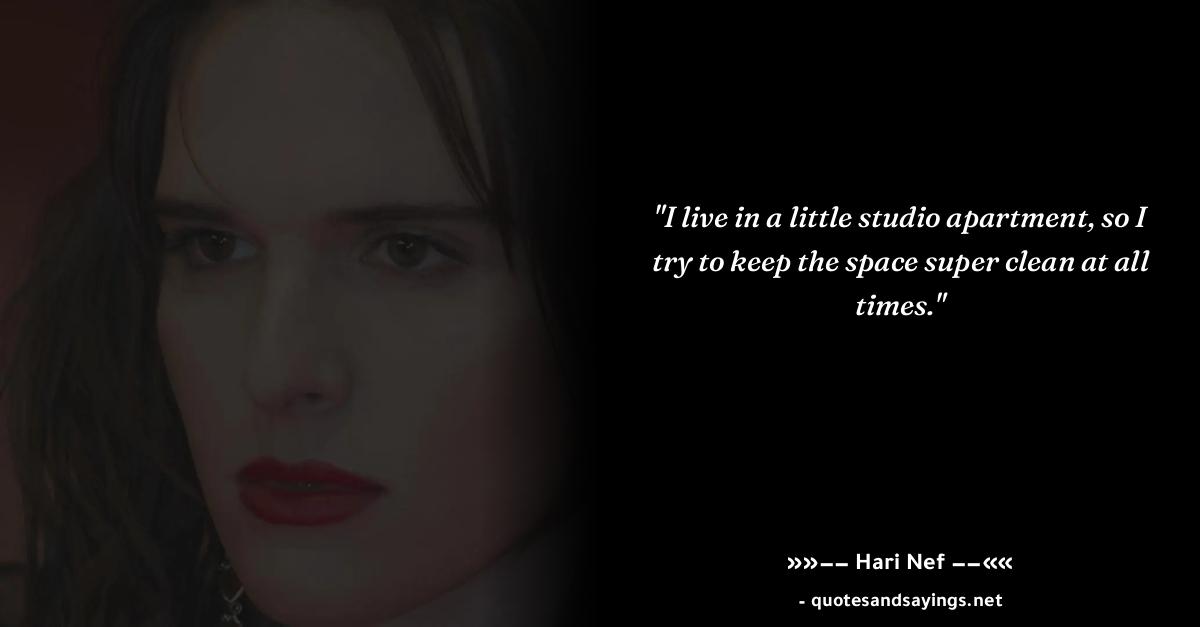 "I live in a little studio apartment, so I
try to keep the space super clean at all
times."
»»–– Hari Nef ––««
- quotesandsayings.net